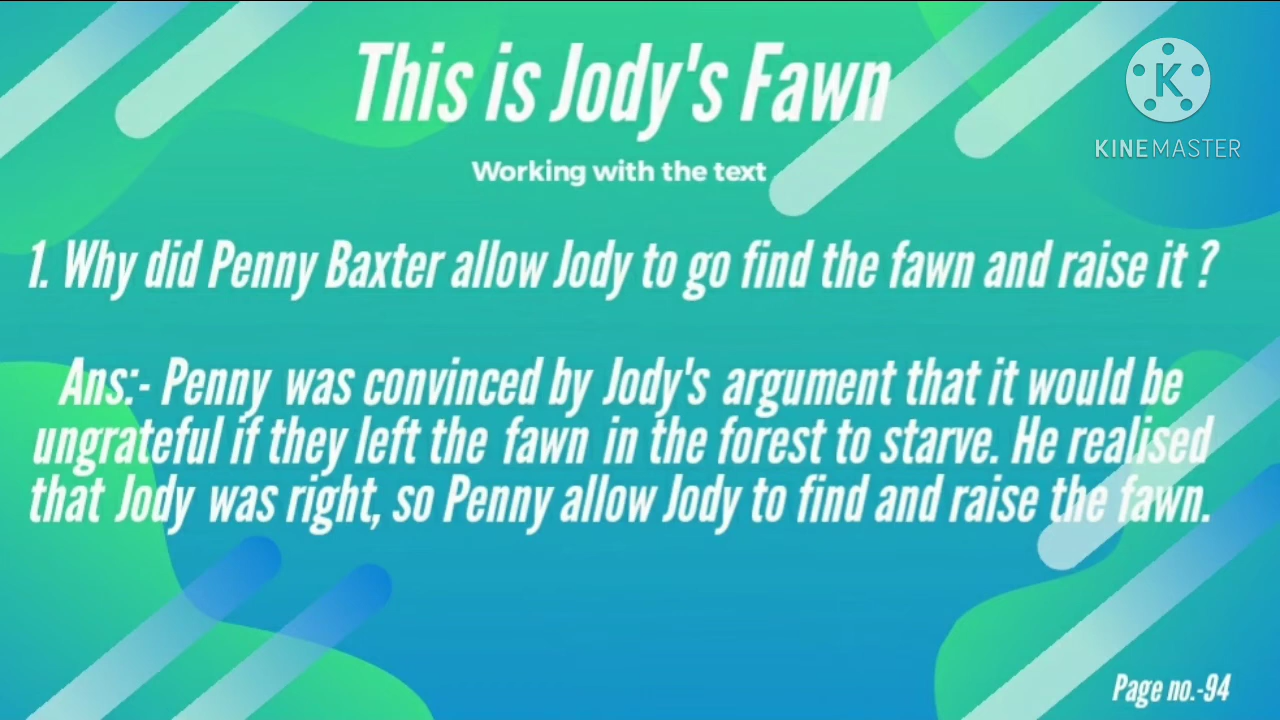 This is Jody's Fawn
K
KINEMASTER
Working with the text
1. Why did Penny Baxter allow Jody to go find the fawn and raise it ?
Ans:- Penny was convinced by Jody's argument that it would be
ungrateful if they left the fawn in the forest to starve. He realised
that Jody was right, so Penny allow Jody to find and raise the fawn.
Page no.-94